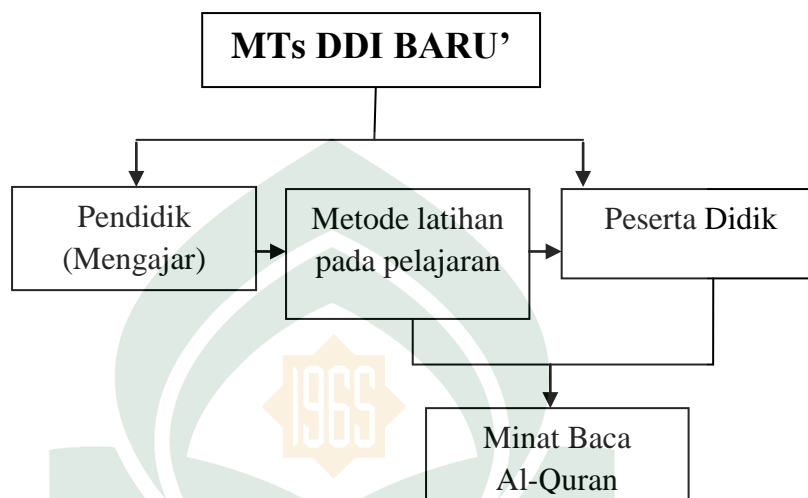 MTs DDI BARU’
Pendidik
(Mengajar)
Metode latihan
pada pelajaran
Peserta Didik
Minat Baca
Al-Quran
1965